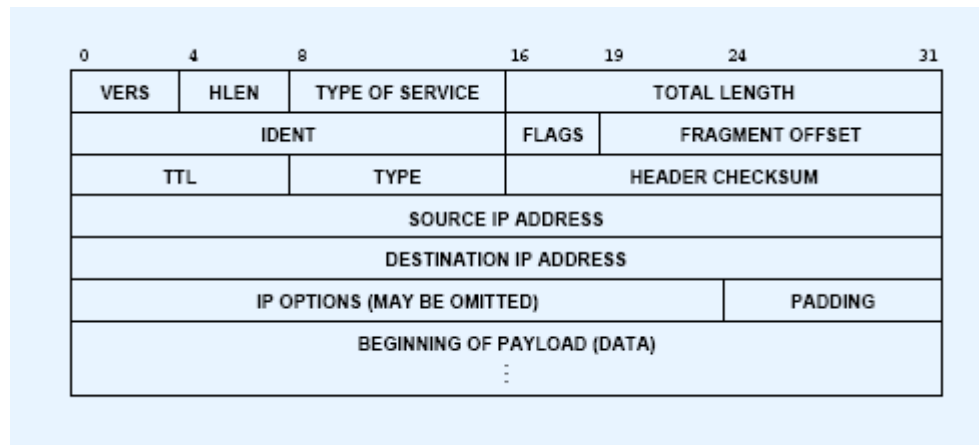 0 4 8 16 19 24 31
VERS HLEN TYPE OF SERVICE TOTAL LENGTH
IDENT FLAGS FRAGMENT OFFSET
TTL TYPE HEADER CHECKSUM
SOURCE IP ADDRESS
DESTINATION IP ADDRESS
IP OPTIONS (MAY BE OMITTED) PADDING
BEGINNING OF PAYLOAD (DATA)
⋮